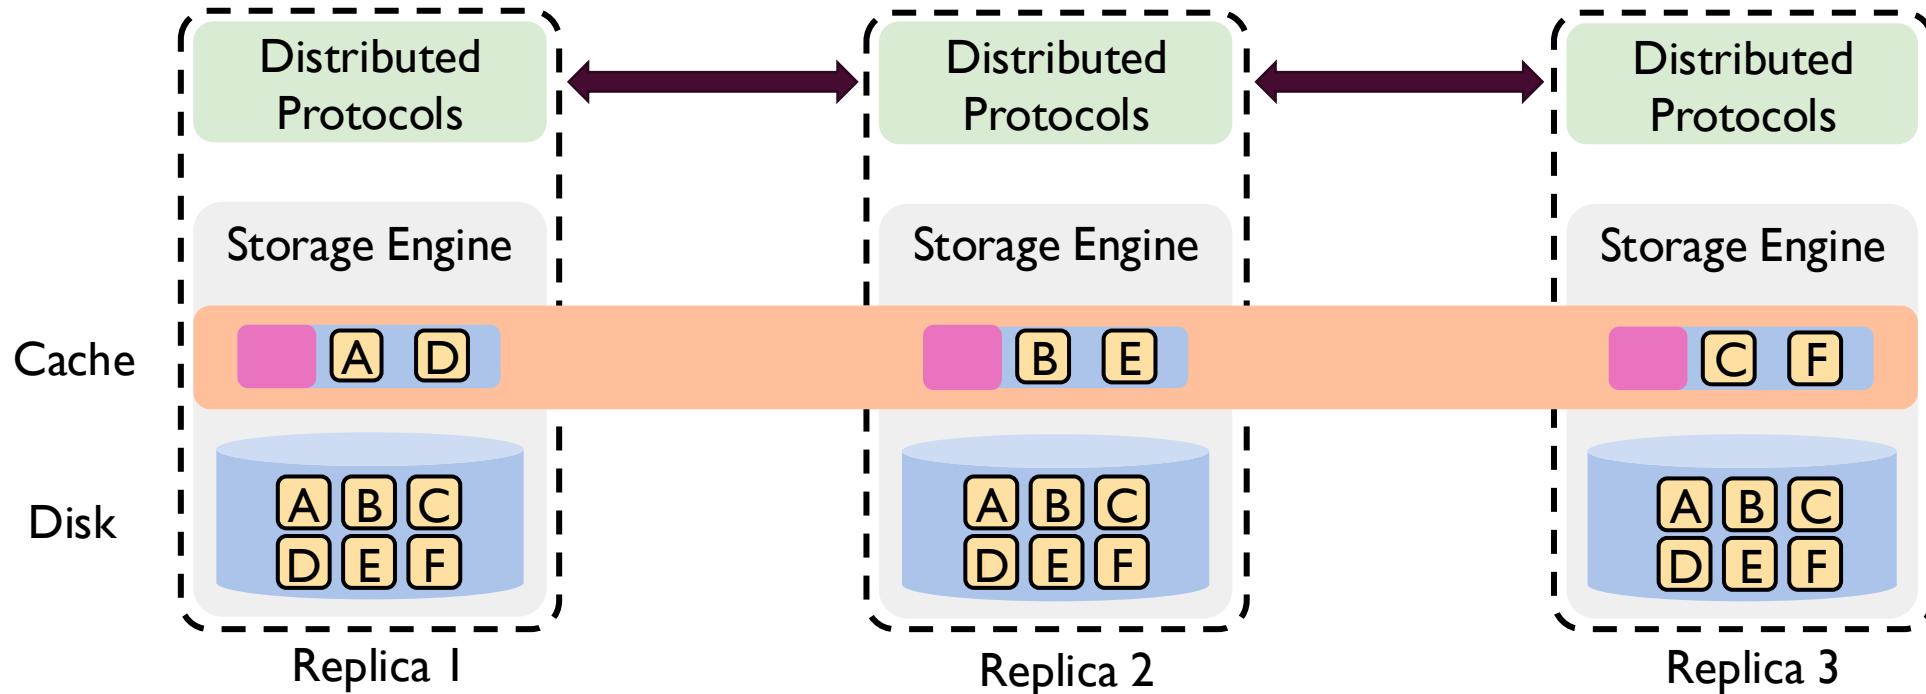 Distributed
Protocols
Distributed
Protocols
Distributed
Protocols
Storage Engine
Storage Engine
Storage Engine
Cache
A D
B E
C F
Disk
A B C
D E F
A B C
D E F
A B C
D E F
Replica 1
Replica 2
Replica 3